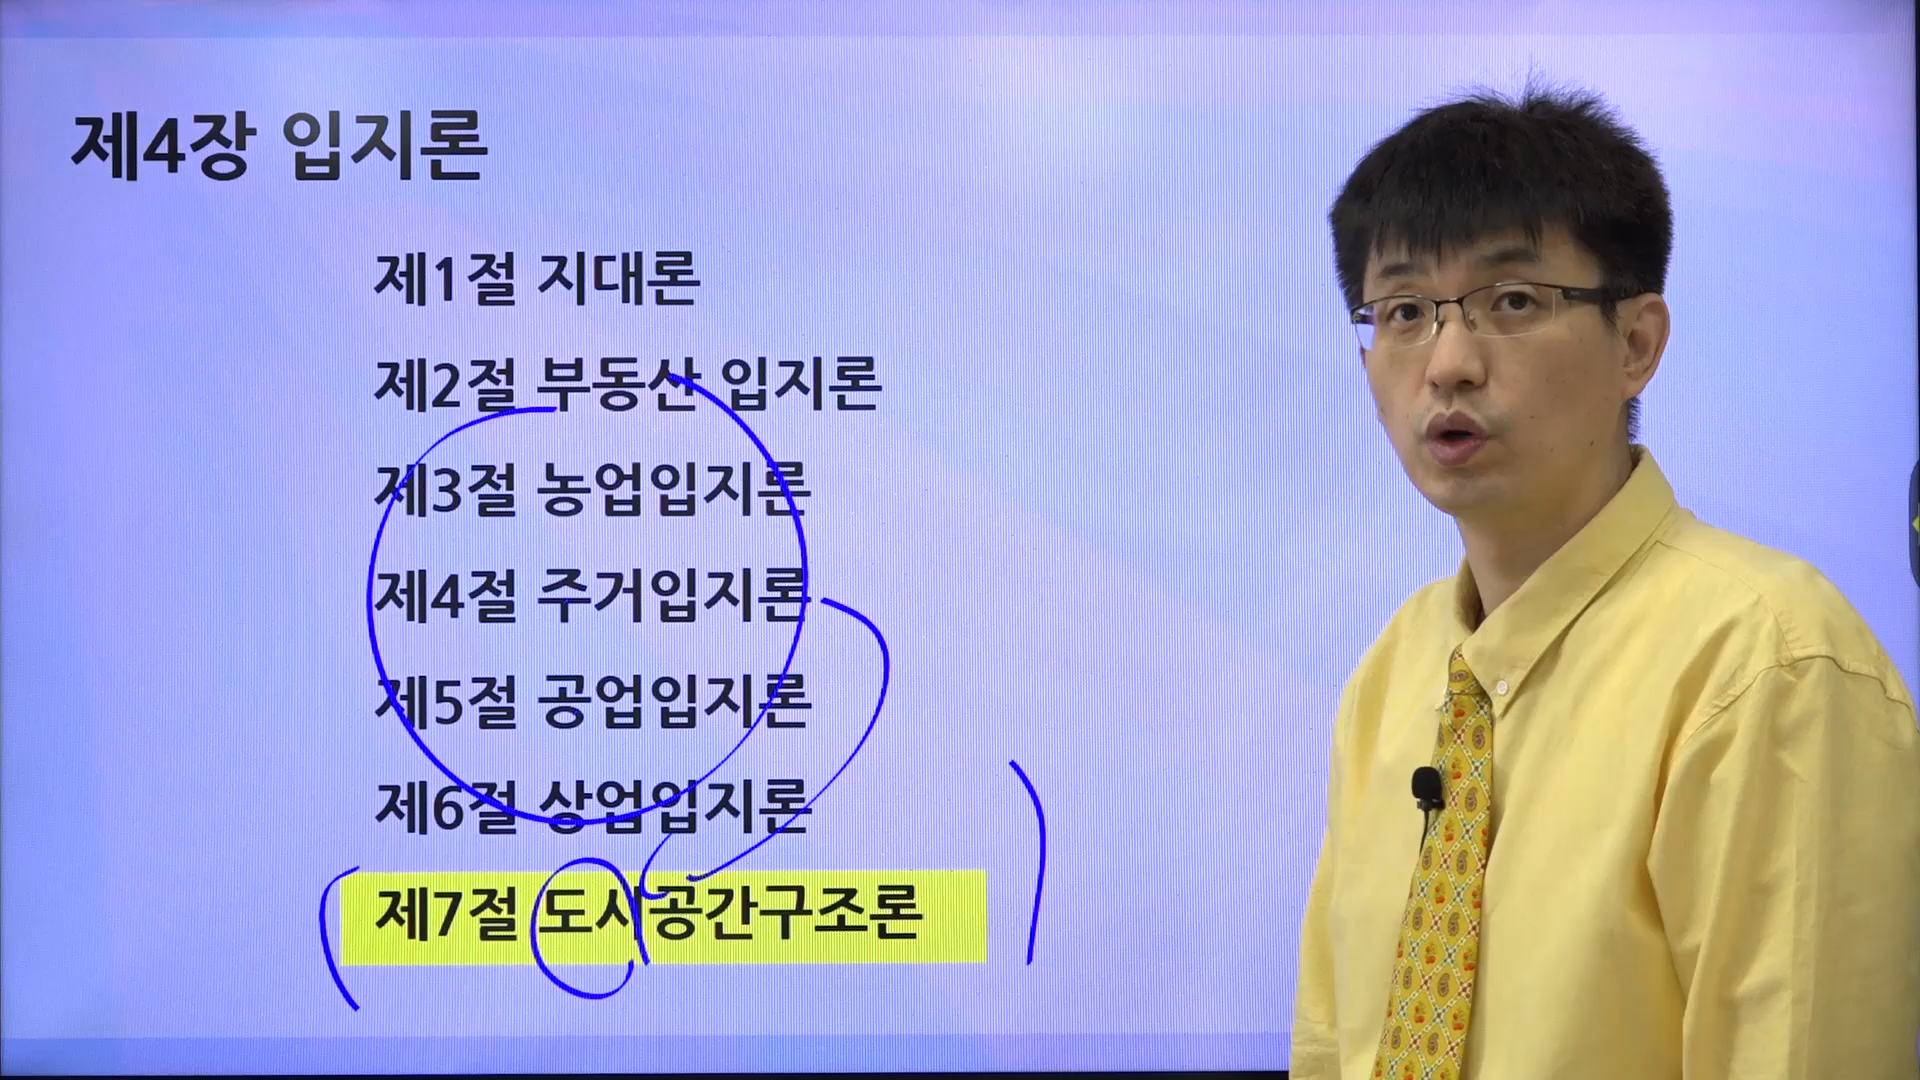 제4장 입지론
제1절 지대론
제2절 부동산 입지론
제3절 농업입지론
제4절 주거입지론
제5절 공업입지론
제6절 상업입지론
제7절 도시공간구조론